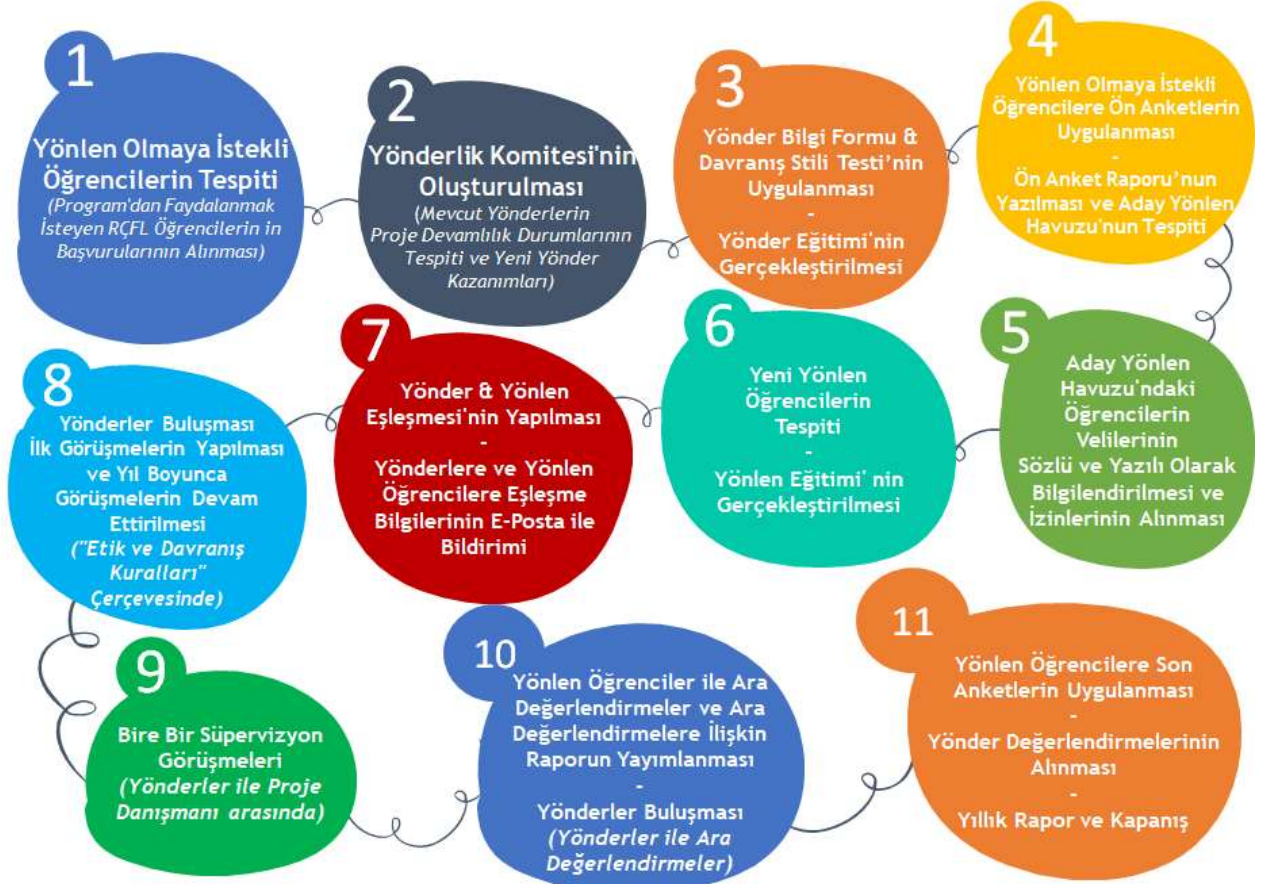 1
Yönlen Olmaya İstekli
Öğrencilerin Tespiti
(Program'dan Faydalanmak
İsteyen RÇFL Öğrencilerin in
Başvurularının Alınması)
2
Yönderlik Komitesi'nin
Oluşturulması
(Mevcut Yönderlerin
Proje Devamlılık Durumlarının
Tespiti ve Yeni Yönder
Kazanımları)
3
Yönder Bilgi Formu &
Davranış Stili Testi’nin
Uygulanması
-
Yönder Eğitimi'nin
Gerçekleştirilmesi
4
Yönlen Olmaya İstekli
Öğrencilere Ön Anketlerin
Uygulanması
-
Ön Anket Raporu’nun
Yazılması ve Aday Yönlen
Havuzu'nun Tespiti
5
Aday Yönlen
Havuzu'ndaki
Öğrencilerin
Velilerinin
Sözlü ve Yazılı Olarak
Bilgilendirilmesi ve
İzinlerinin Alınması
6
Yeni Yönlen
Öğrencilerin
Tespiti
-
Yönlen Eğitimi' nin
Gerçekleştirilmesi
7
Yönder & Yönlen
Eşleşmesi'nin Yapılması
-
Yönderlere ve Yönlen
Öğrencilere Eşleşme
Bilgilerinin E-Posta ile
Bildirimi
8
Yönderler Buluşması
İlk Görüşmelerin Yapılması
ve Yıl Boyunca
Görüşmelerin Devam
Ettirilmesi
("Etik ve Davranış
Kuralları"
Çerçevesinde)
9
Bire Bir Süpervizyon
Görüşmeleri
(Yönderler ile Proje
Danışmanı arasında)
10
Yönlen Öğrenciler ile Ara
Değerlendirmeler ve Ara
Değerlendirmelere İlişkin
Raporun Yayımlanması
-
Yönderler Buluşması
(Yönderler ile Ara
Değerlendirmeler)
11
Yönlen Öğrencilere Son
Anketlerin Uygulanması
-
Yönder Değerlendirmelerinin
Alınması
-
Yıllık Rapor ve Kapanış